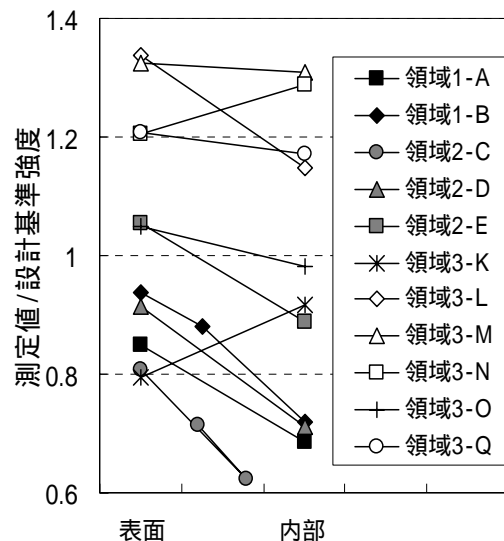 測定値/設計基準強度
1.4
1.2
1
0.8
0.6
表面
内部
領域1-A
領域1-B
領域2-C
領域2-D
領域2-E
領域3-K
領域3-L
領域3-M
領域3-N
領域3-O
領域3-Q